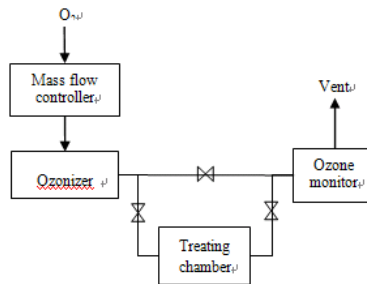 O₂
Mass flow
controller
Vent
Ozonizer
Ozone
monitor
Treating
chamber